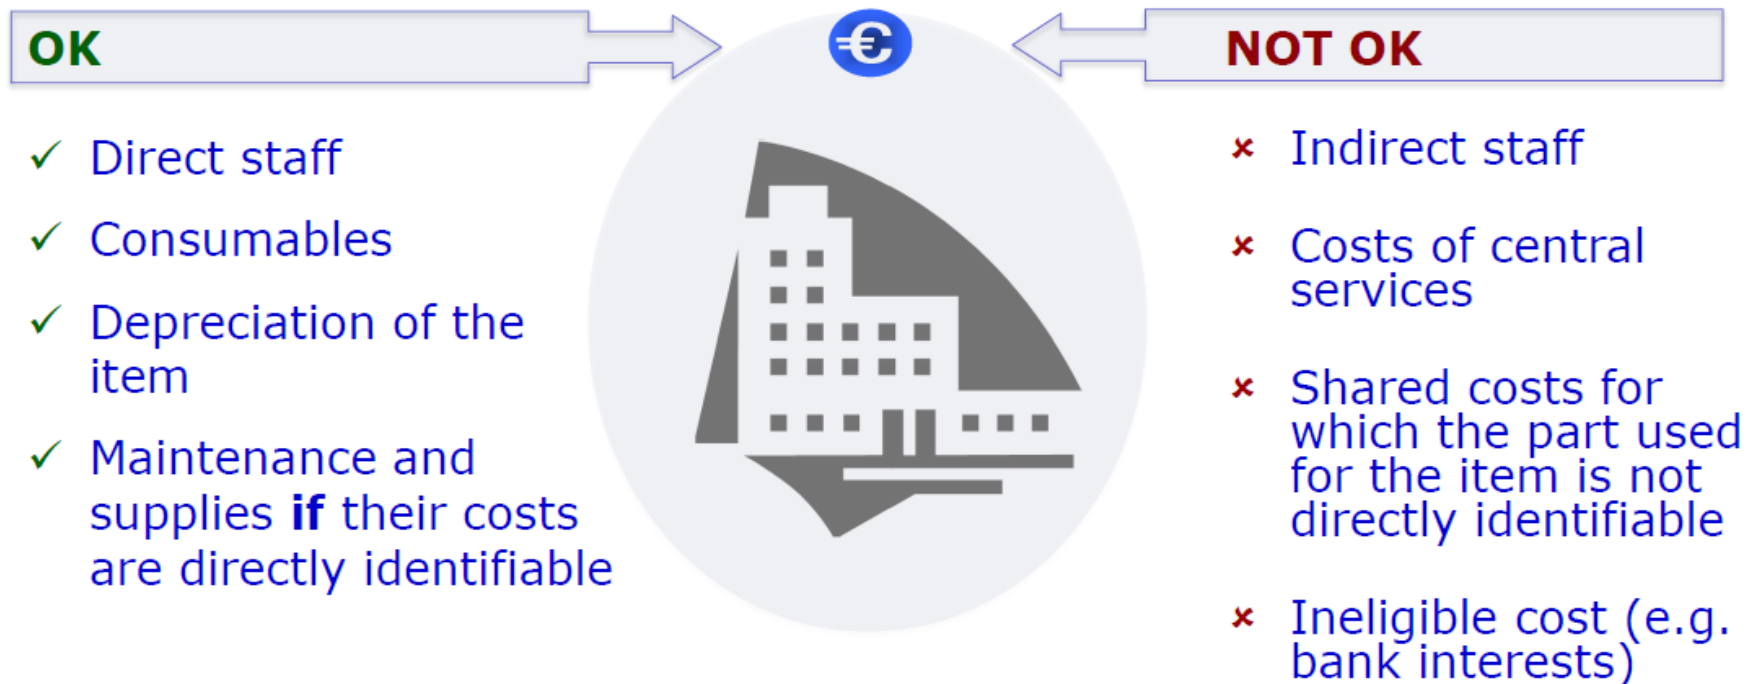 OK
✓ Direct staff
✓ Consumables
✓ Depreciation of the
item
✓ Maintenance and
supplies if their costs
are directly identifiable
€
NOT OK
✗ Indirect staff
✗ Costs of central
services
✗ Shared costs for
which the part used
for the item is not
directly identifiable
✗ Ineligible cost (e.g.
bank interests)